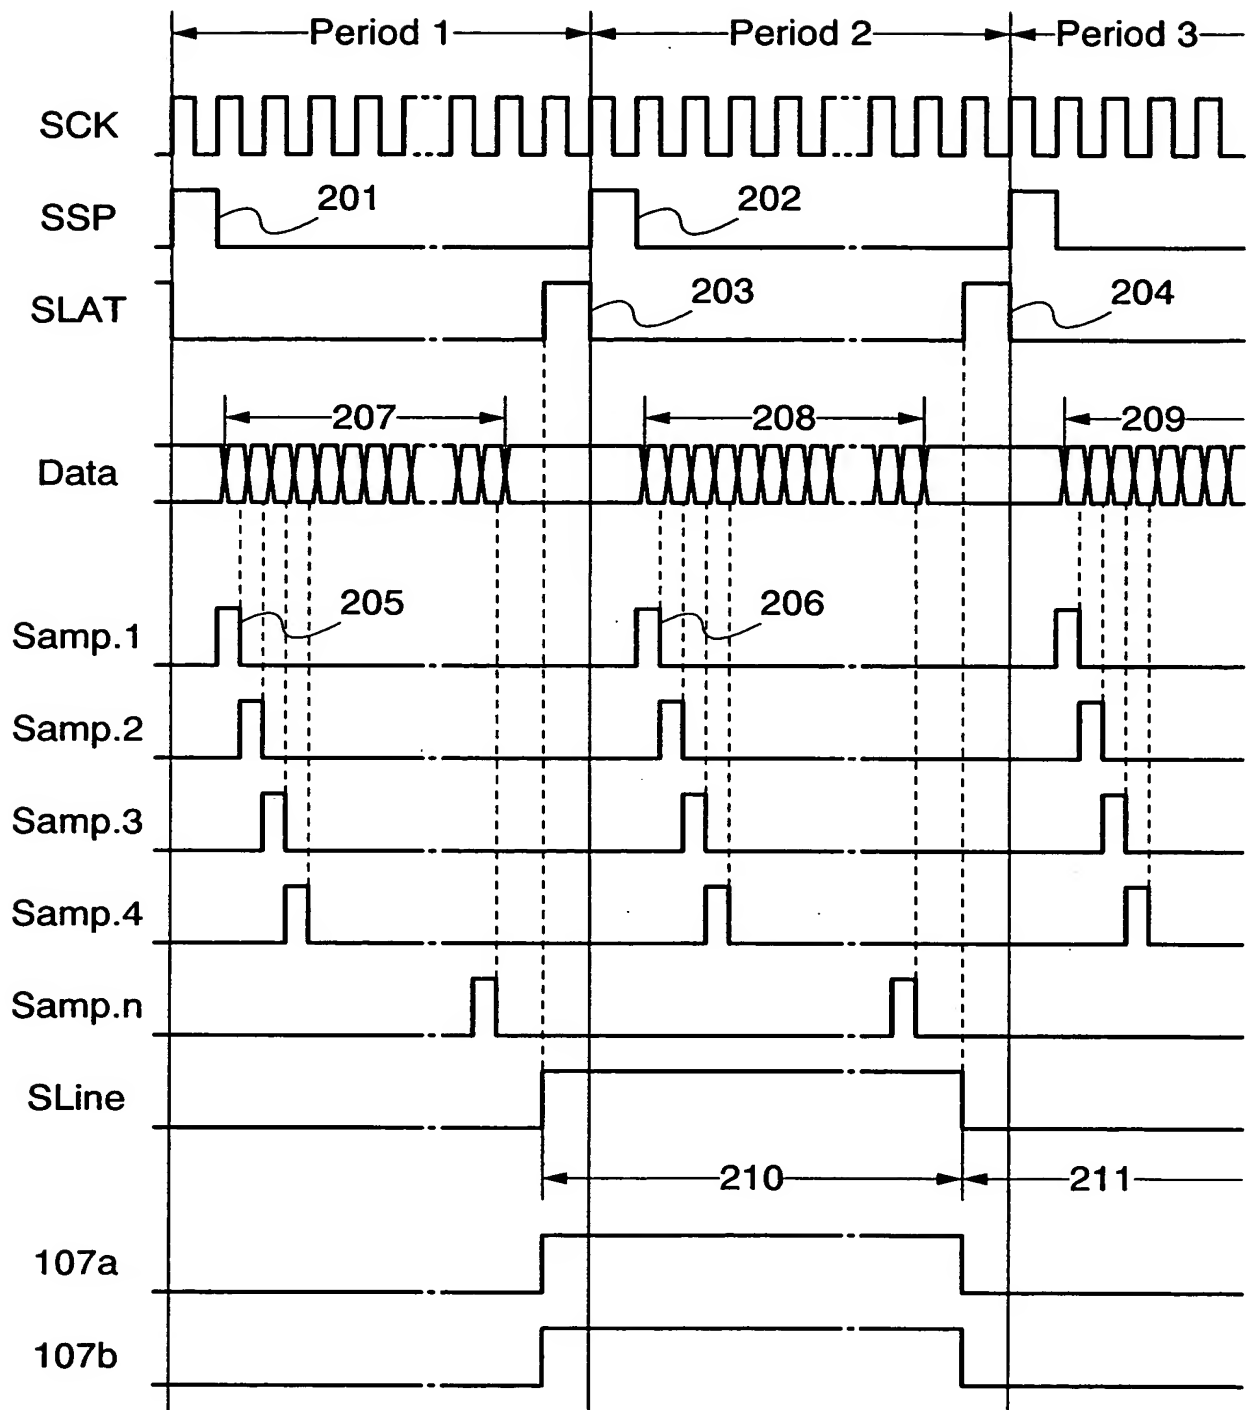 Period 1 Period 2 Period 3
SCK
SSP 201 202
SLAT 203 204
207 208 209
Data
Samp.1 205 206
Samp.2
Samp.3
Samp.4
Samp.n
SLine
210 211
107a
107b